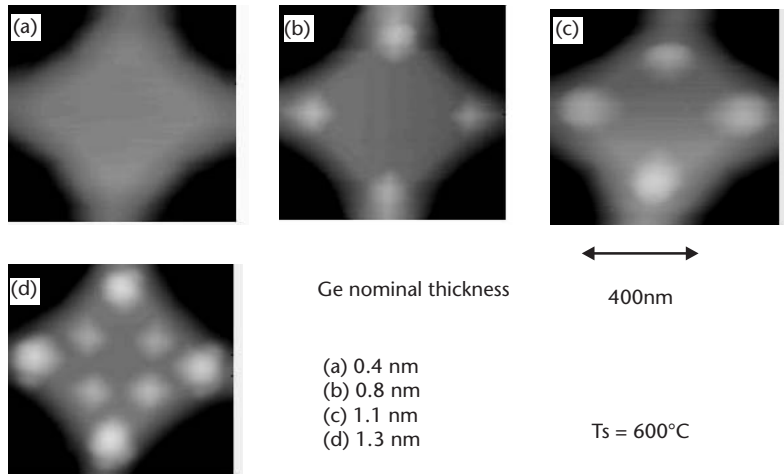 (a)
(b)
(c)
400nm
(d)
Ge nominal thickness
(a) 0.4 nm
(b) 0.8 nm
(c) 1.1 nm
(d) 1.3 nm
Ts = 600°C